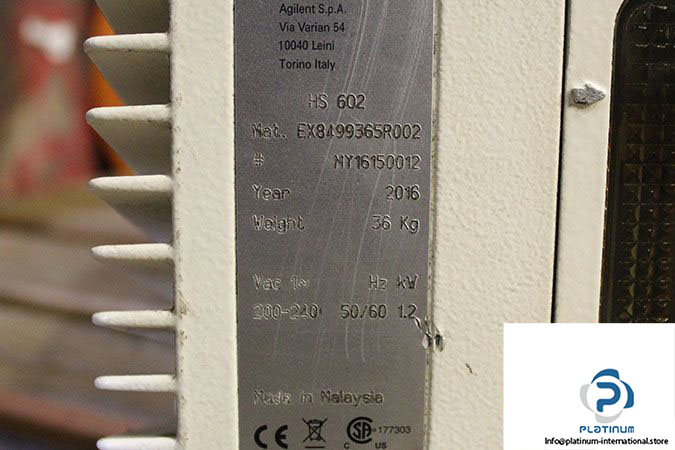 Agilent S.p.A.
Via Varian 54
10040 Leini
Torino Italy
HS 602
Mat. EX8499365R002
# MY16150012
Year 2016
Weight 36 Kg
Vac 1~ Hz kW
200-240 50/60 1.2
Made in Malaysia
CE SA 177303
C US
PLATINUM
Info@platinum-international.store